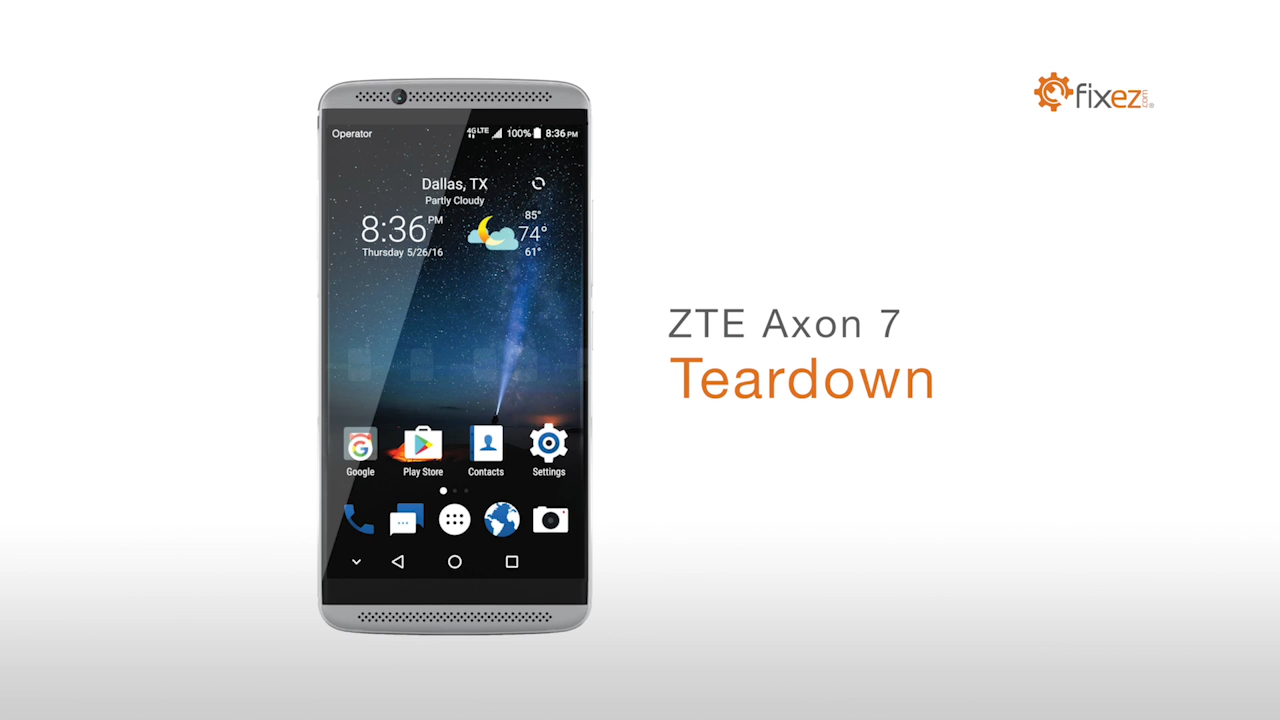 fixez.com®
Operator
4G LTE 100% 8:36 PM
Dallas, TX
Partly Cloudy
8:36 PM
Thursday 5/26/16
85°
74°
61°
ZTE Axon 7
Teardown
Google Play Store Contacts Settings